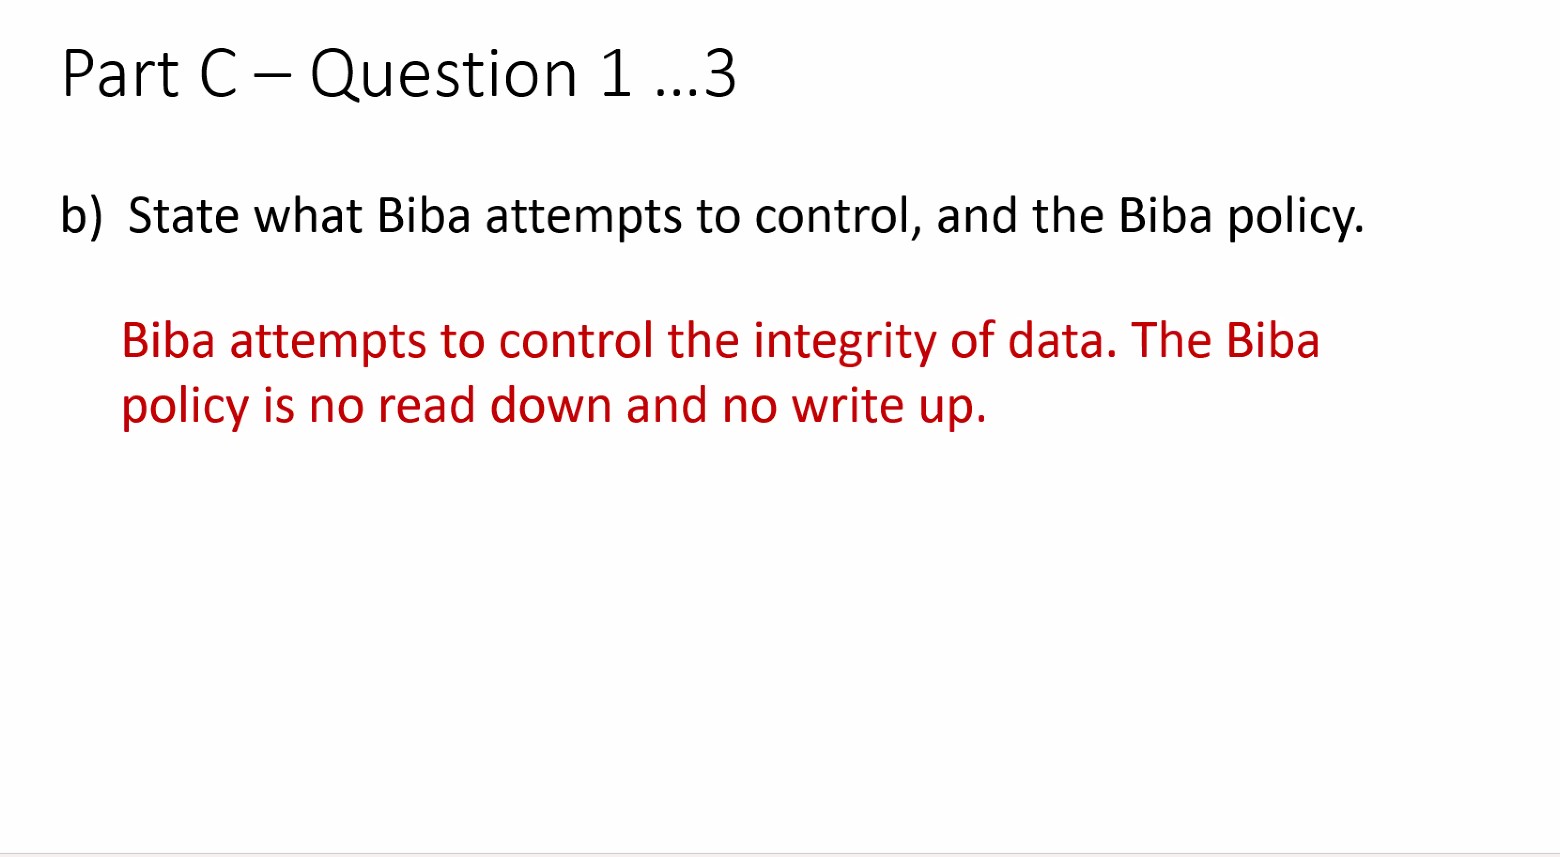 Part C – Question 1 ...3
b) State what Biba attempts to control, and the Biba policy.
Biba attempts to control the integrity of data. The Biba
policy is no read down and no write up.